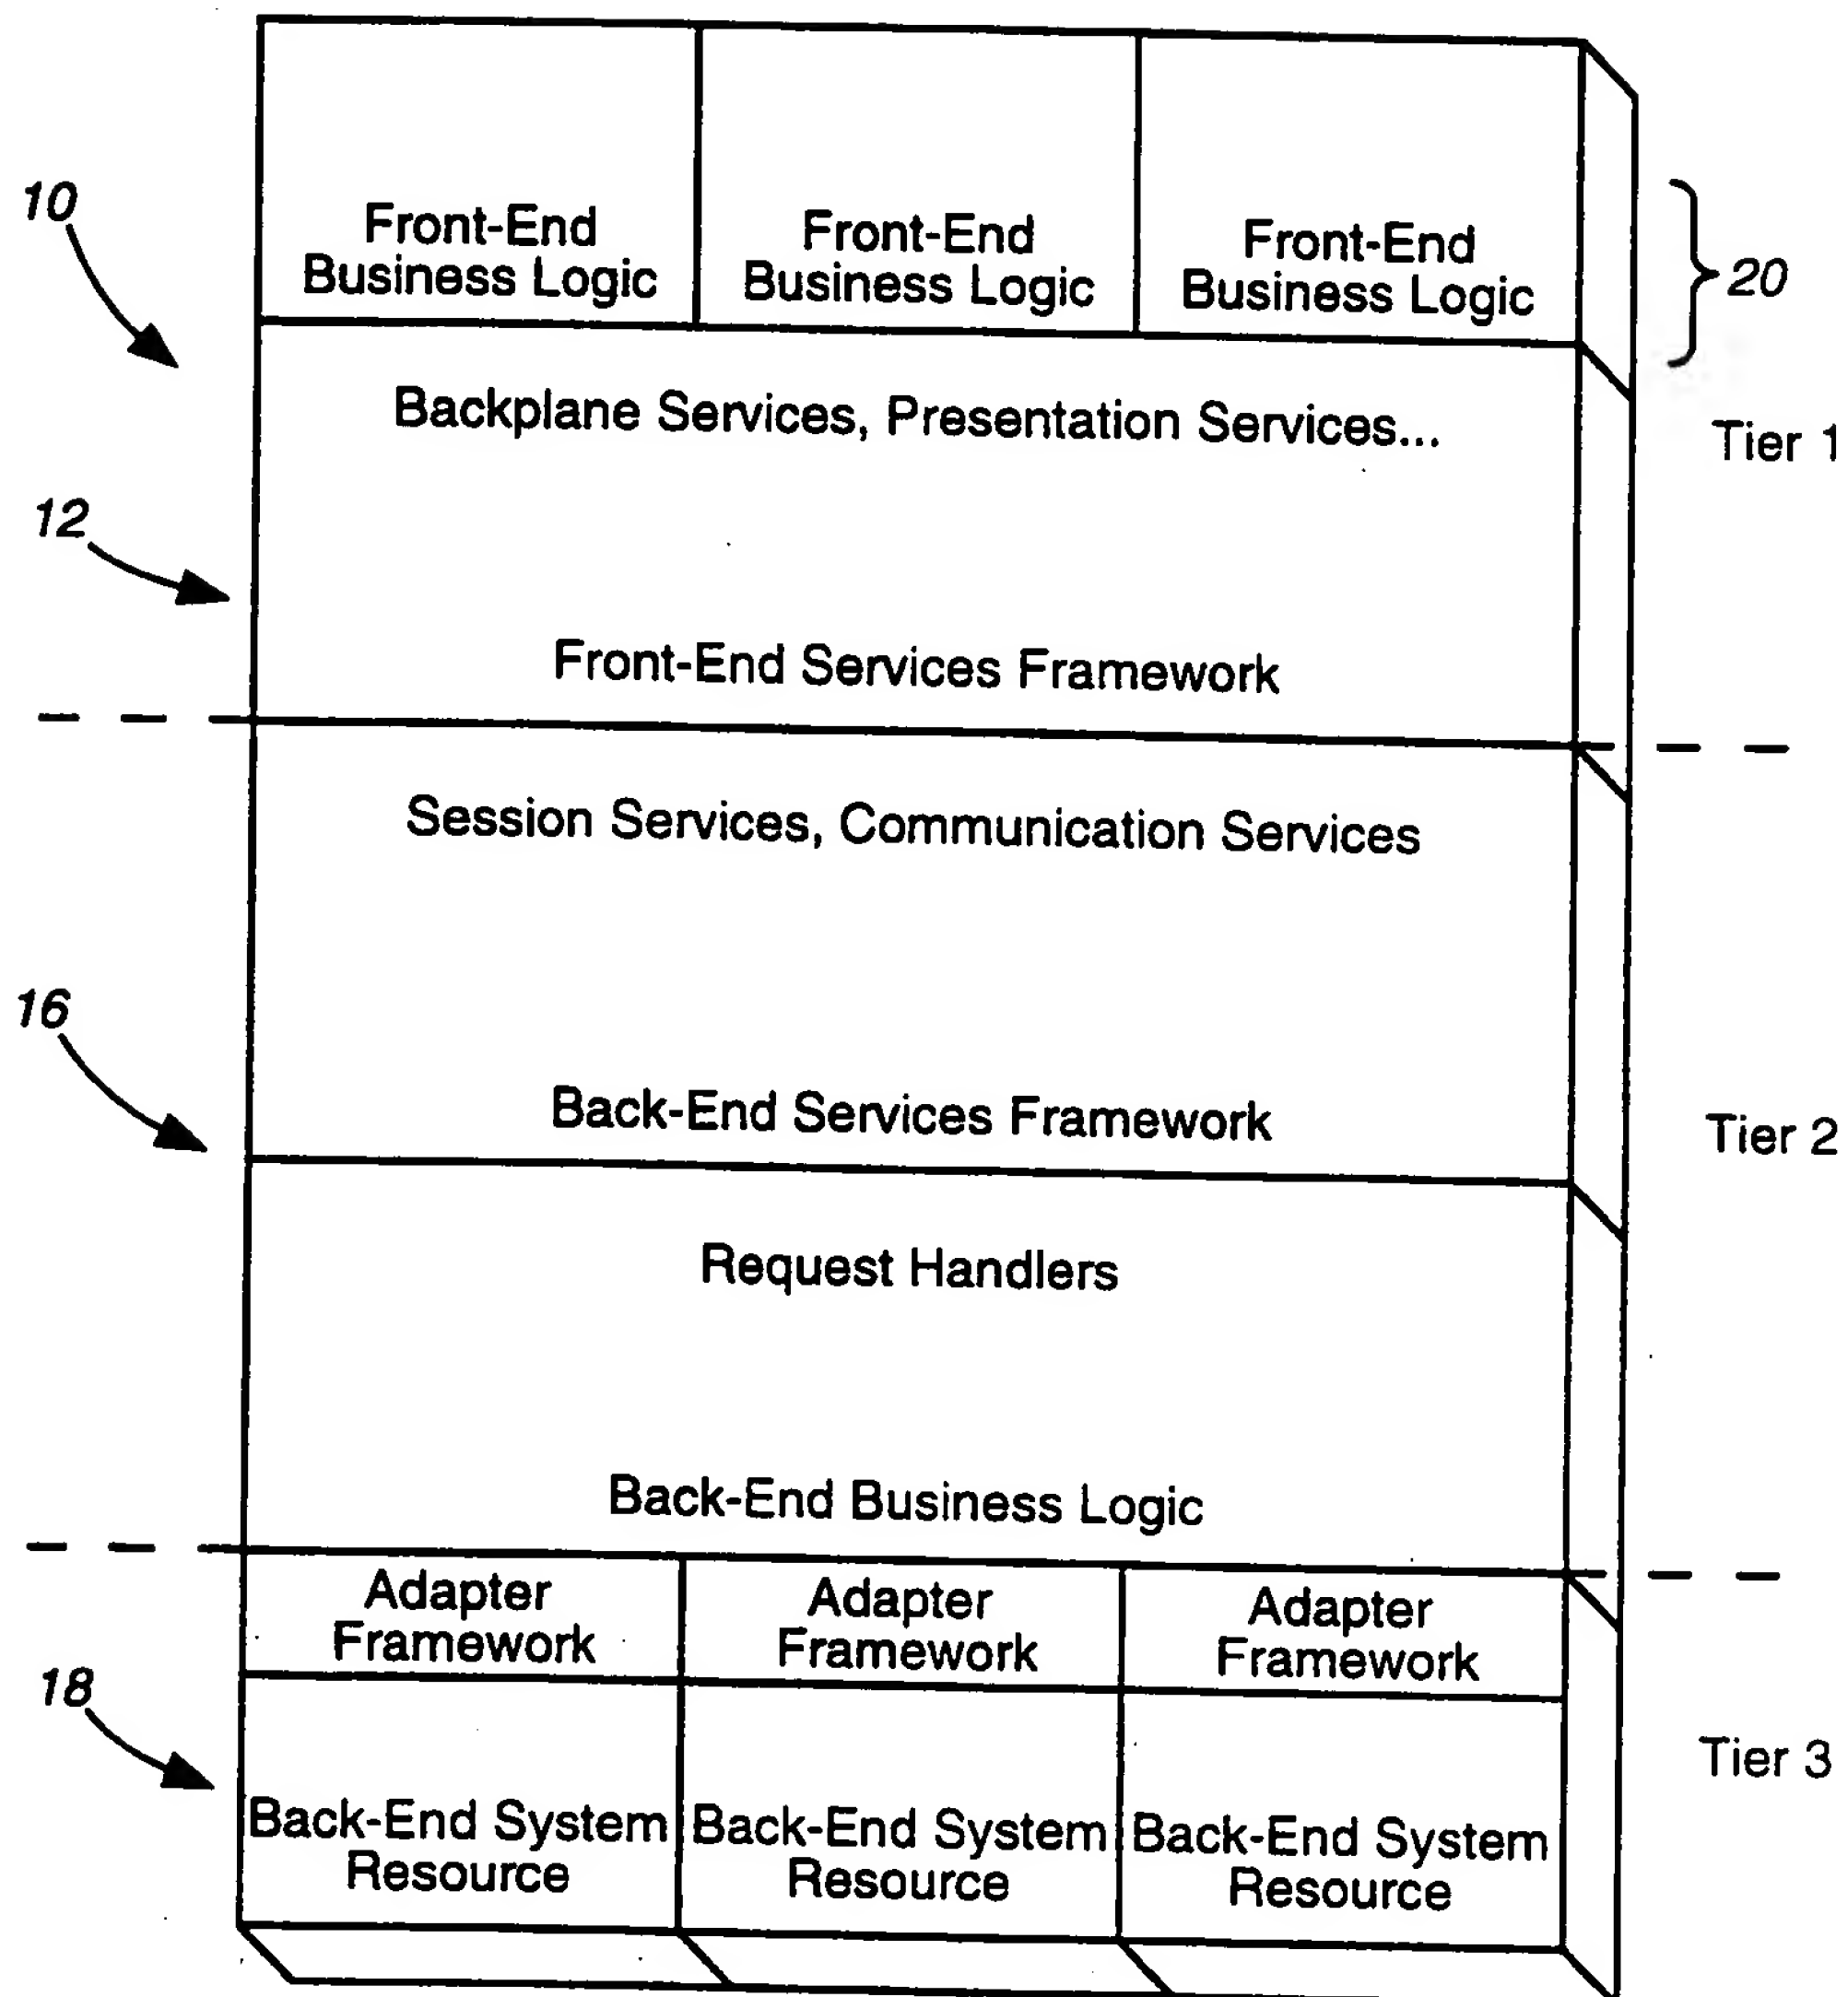 10
Front-End
Business Logic
Front-End
Business Logic
Front-End
Business Logic
20
Backplane Services, Presentation Services...
Tier 1
12
Front-End Services Framework
Session Services, Communication Services
16
Back-End Services Framework
Tier 2
Request Handlers
Back-End Business Logic
Adapter
Framework
Adapter
Framework
Adapter
Framework
18
Tier 3
Back-End System
Resource
Back-End System
Resource
Back-End System
Resource